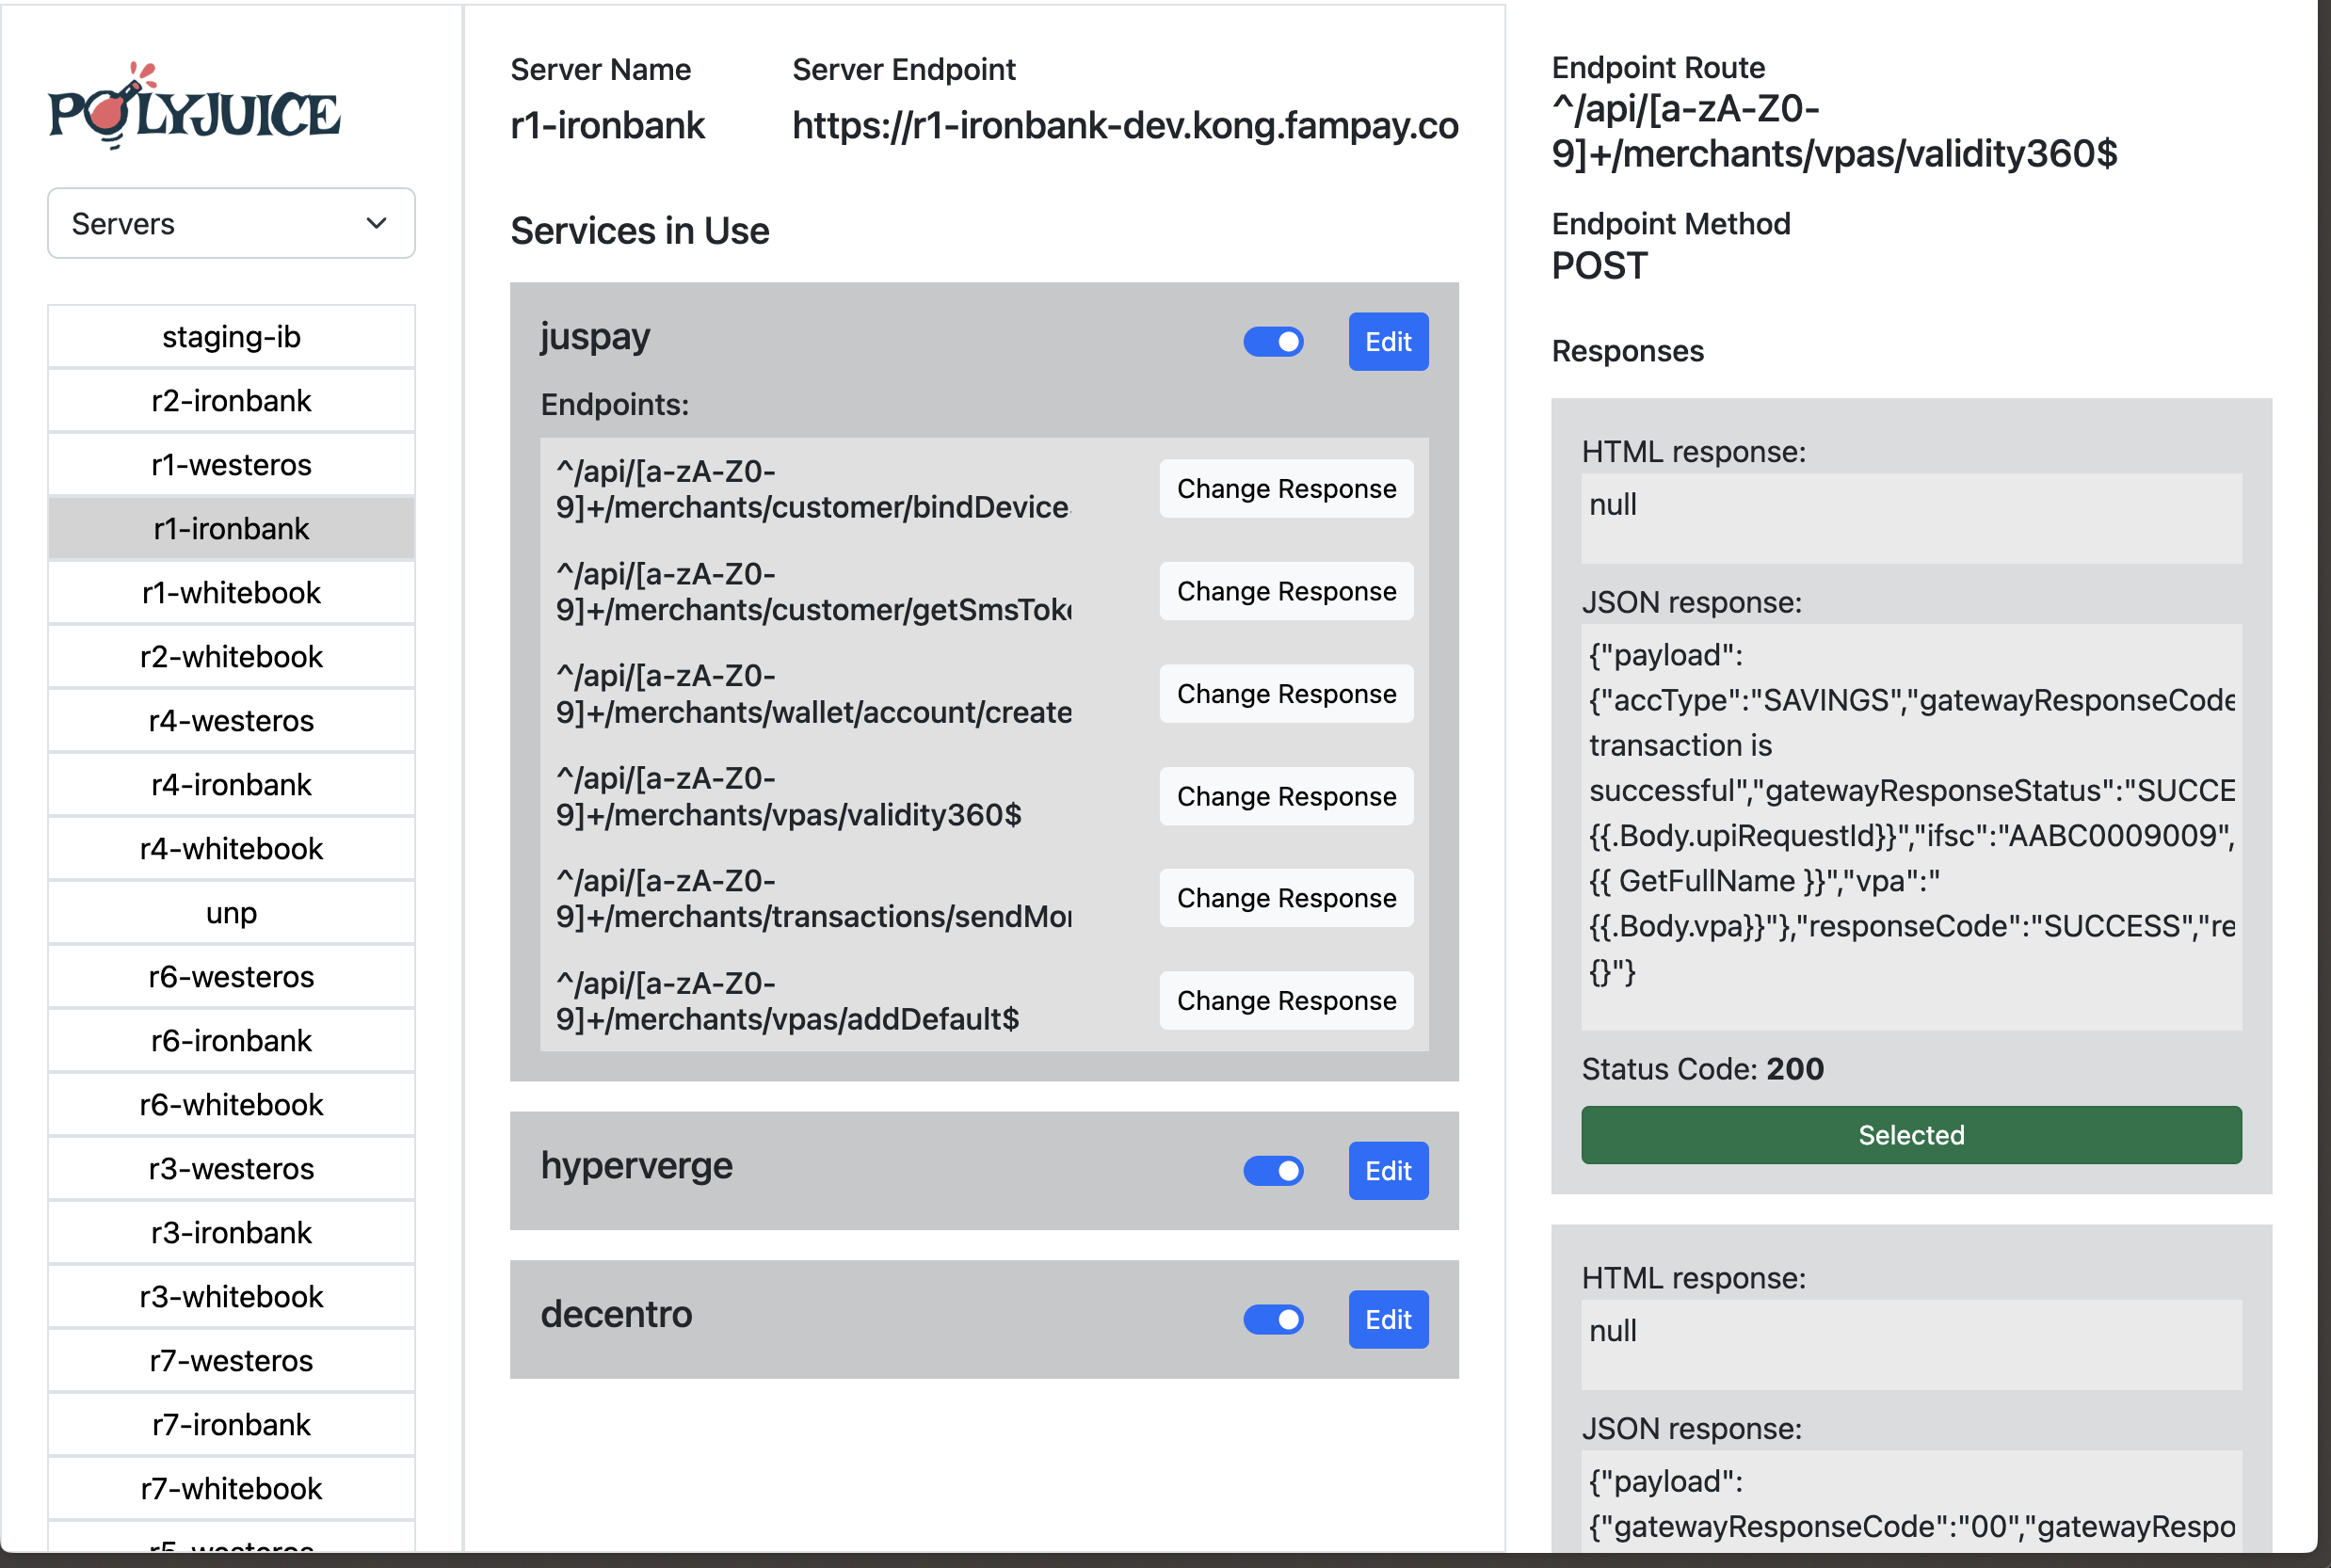 POLYJUICE
Servers
staging-ib
r2-ironbank
r1-westeros
r1-ironbank
r1-whitebook
r2-whitebook
r4-westeros
r4-ironbank
r4-whitebook
unp
r6-westeros
r6-ironbank
r6-whitebook
r3-westeros
r3-ironbank
r3-whitebook
r7-westeros
r7-ironbank
r7-whitebook
r5-westeros
Server Name
r1-ironbank
Server Endpoint
https://r1-ironbank-dev.kong.fampay.co
Services in Use
juspay
Edit
Endpoints:
^/api/[a-zA-Z0-
9]+/merchants/customer/bindDevice
Change Response
^/api/[a-zA-Z0-
9]+/merchants/customer/getSmsToke
Change Response
^/api/[a-zA-Z0-
9]+/merchants/wallet/account/create
Change Response
^/api/[a-zA-Z0-
9]+/merchants/vpas/validity360$
Change Response
^/api/[a-zA-Z0-
9]+/merchants/transactions/sendMo
Change Response
^/api/[a-zA-Z0-
9]+/merchants/vpas/addDefault$
Change Response
hyperverge
Edit
decentro
Edit
Endpoint Route
^/api/[a-zA-Z0-
9]+/merchants/vpas/validity360$
Endpoint Method
POST
Responses
HTML response:
null
JSON response:
{"payload":
{"accType":"SAVINGS","gatewayResponseCode
transaction is
successful","gatewayResponseStatus":"SUCCE
{{.Body.upiRequestId}}","ifsc":"AABC0009009",
{{ GetFullName }}","vpa":"
{{.Body.vpa}}"},"responseCode":"SUCCESS","re
{}"}
Status Code: 200
Selected
HTML response:
null
JSON response:
{"payload":
{"gatewayResponseCode":"00","gatewayRespo